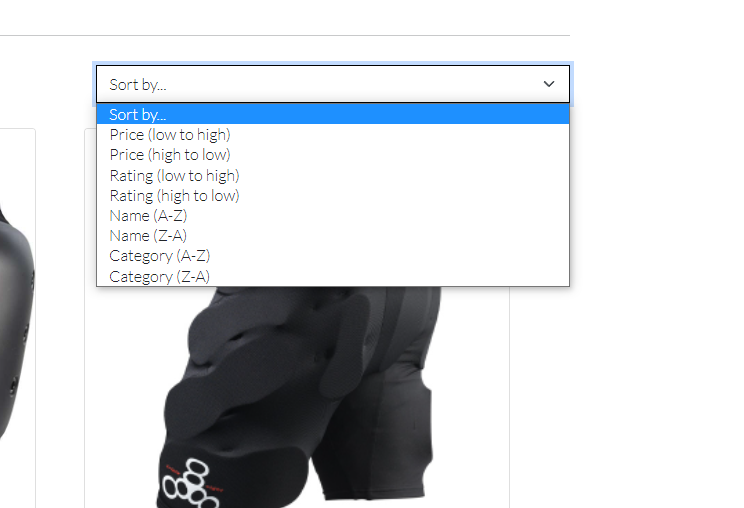 Sort by...
Sort by...
Price (low to high)
Price (high to low)
Rating (low to high)
Rating (high to low)
Name (A-Z)
Name (Z-A)
Category (A-Z)
Category (Z-A)